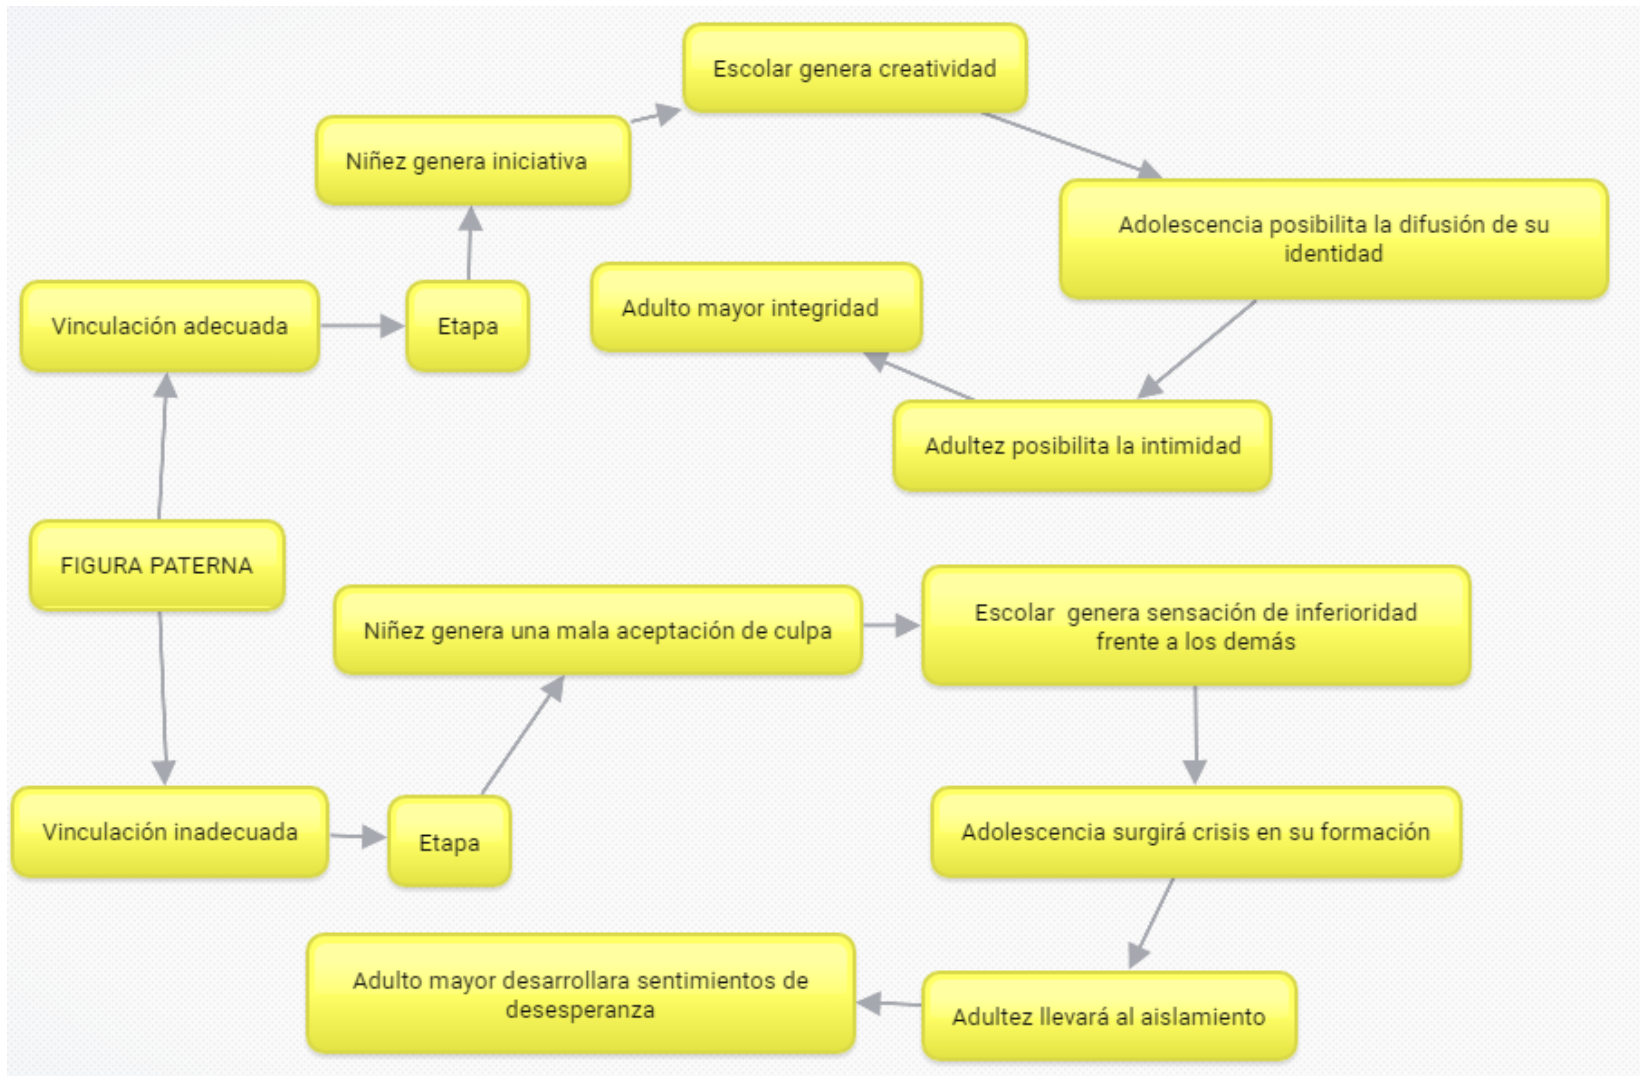 Escolar genera creatividad
Niñez genera iniciativa
Adolescencia posibilita la difusión de su
identidad
Adulto mayor integridad
Vinculación adecuada
Etapa
Adultez posibilita la intimidad
FIGURA PATERNA
Niñez genera una mala aceptación de culpa
Escolar  genera sensación de inferioridad
frente a los demás
Vinculación inadecuada
Etapa
Adolescencia surgirá crisis en su formación
Adulto mayor desarrollara sentimientos de
desesperanza
Adultez llevará al aislamiento